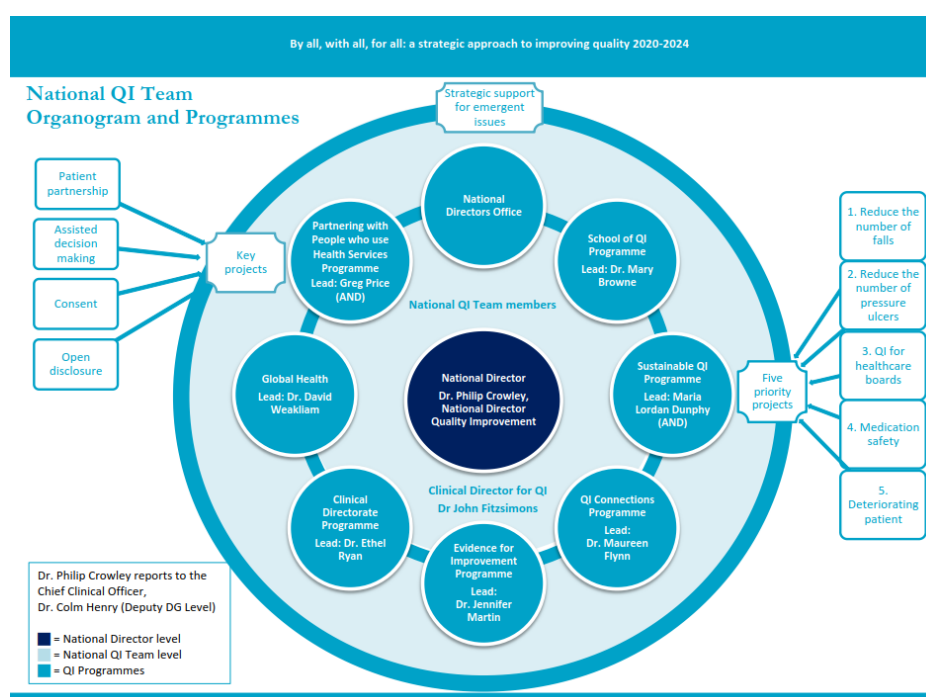 By all, with all, for all: a strategic approach to improving quality 2020-2024
National QI Team
Organogram and Programmes
Strategic support
for emergent
issues
Patient
partnership
Assisted
decision
making
Consent
Open
disclosure
Key
projects
National
Directors Office
Partnering with
People who use
Health Services
Programme
Lead: Greg Price
(AND)
School of QI
Programme
Lead: Dr. Mary
Browne
National QI Team members
Global Health
Lead: Dr. David
Weakliam
National Director
Dr. Philip Crowley,
National Director
Quality Improvement
Sustainable QI
Programme
Lead: Maria
Lordan Dunphy
(AND)
Clinical Director for QI
Dr John Fitzsimons
Clinical
Directorate
Programme
Lead: Dr. Ethel
Ryan
Evidence for
Improvement
Programme
Lead:
Dr. Jennifer
Martin
QI Connections
Programme
Lead:
Dr. Maureen
Flynn
Five
priority
projects
1. Reduce the
number of
falls
2. Reduce the
number of
pressure
ulcers
3. QI for
healthcare
boards
4. Medication
safety
5.
Deteriorating
patient
Dr. Philip Crowley reports to the
Chief Clinical Officer,
Dr. Colm Henry (Deputy DG Level)
= National Director level
= National QI Team level
= QI Programmes